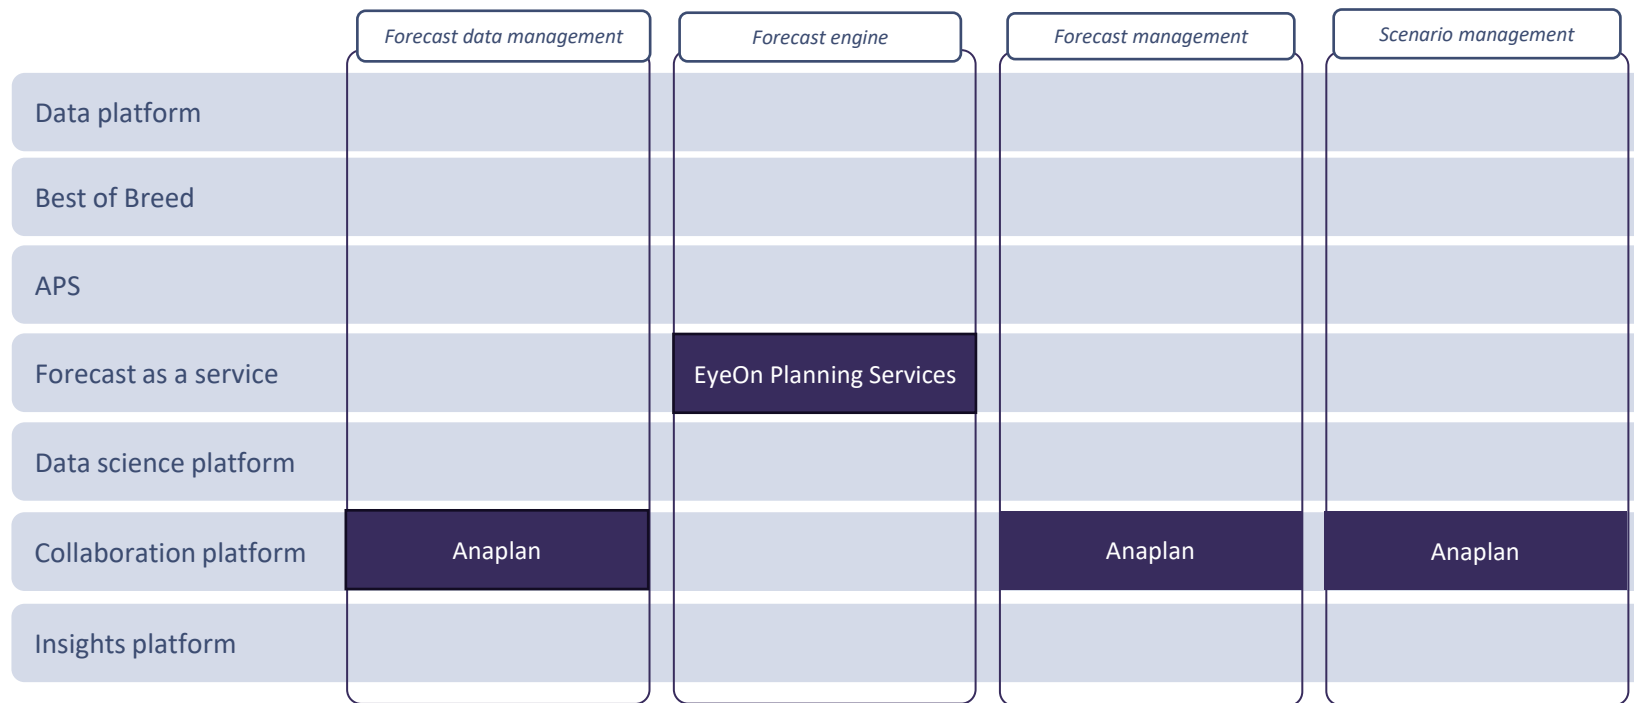 Forecast data management
Forecast engine
Forecast management
Scenario management
Data platform
Best of Breed
APS
Forecast as a service
EyeOn Planning Services
Data science platform
Collaboration platform
Anaplan
Anaplan
Anaplan
Insights platform